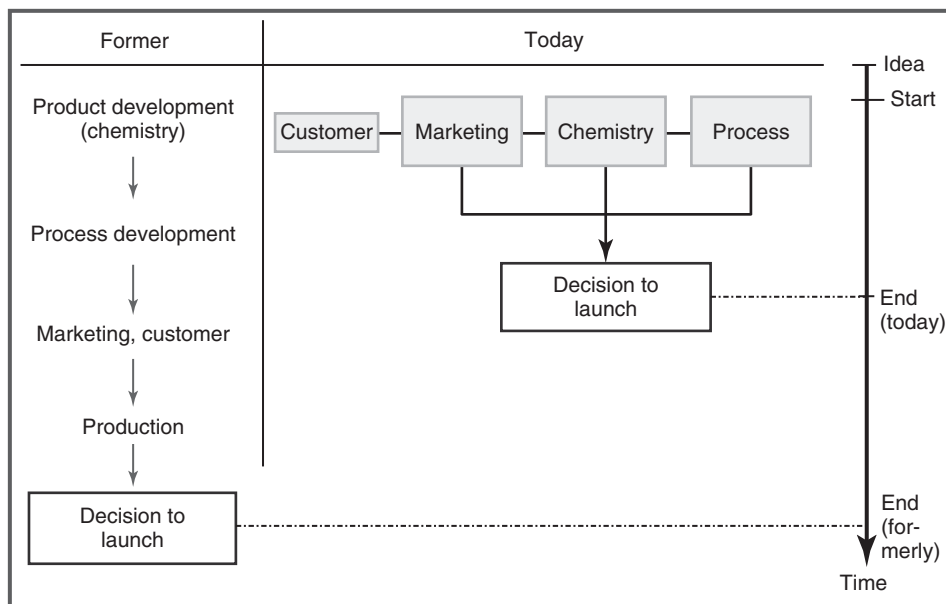 Former
Product development
(chemistry)
Process development
Marketing, customer
Production
Decision to
launch
Today
Customer
Marketing
Chemistry
Process
Decision to
launch
Idea
Start
End
(today)
End
(for-
merly)
Time